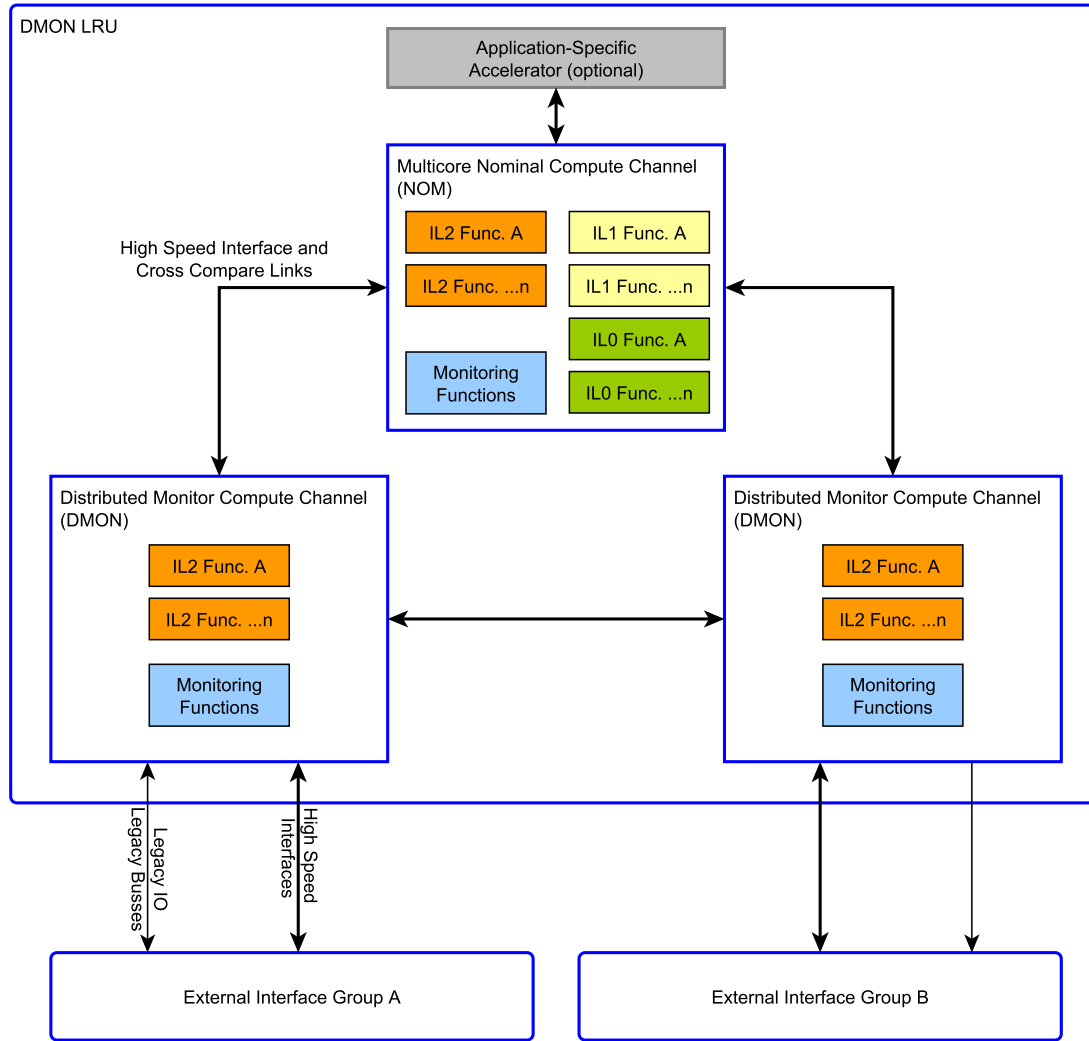 DMON LRU
Application-Specific
Accelerator (optional)
Multicore Nominal Compute Channel
(NOM)
IL2 Func. A
IL1 Func. A
IL2 Func. ...n
IL1 Func. ...n
IL0 Func. A
Monitoring
Functions
IL0 Func. ...n
High Speed Interface and
Cross Compare Links
Distributed Monitor Compute Channel
(DMON)
IL2 Func. A
IL2 Func. ...n
Monitoring
Functions
Distributed Monitor Compute Channel
(DMON)
IL2 Func. A
IL2 Func. ...n
Monitoring
Functions
Legacy IO
Legacy Busses
High Speed
Interfaces
External Interface Group A
External Interface Group B